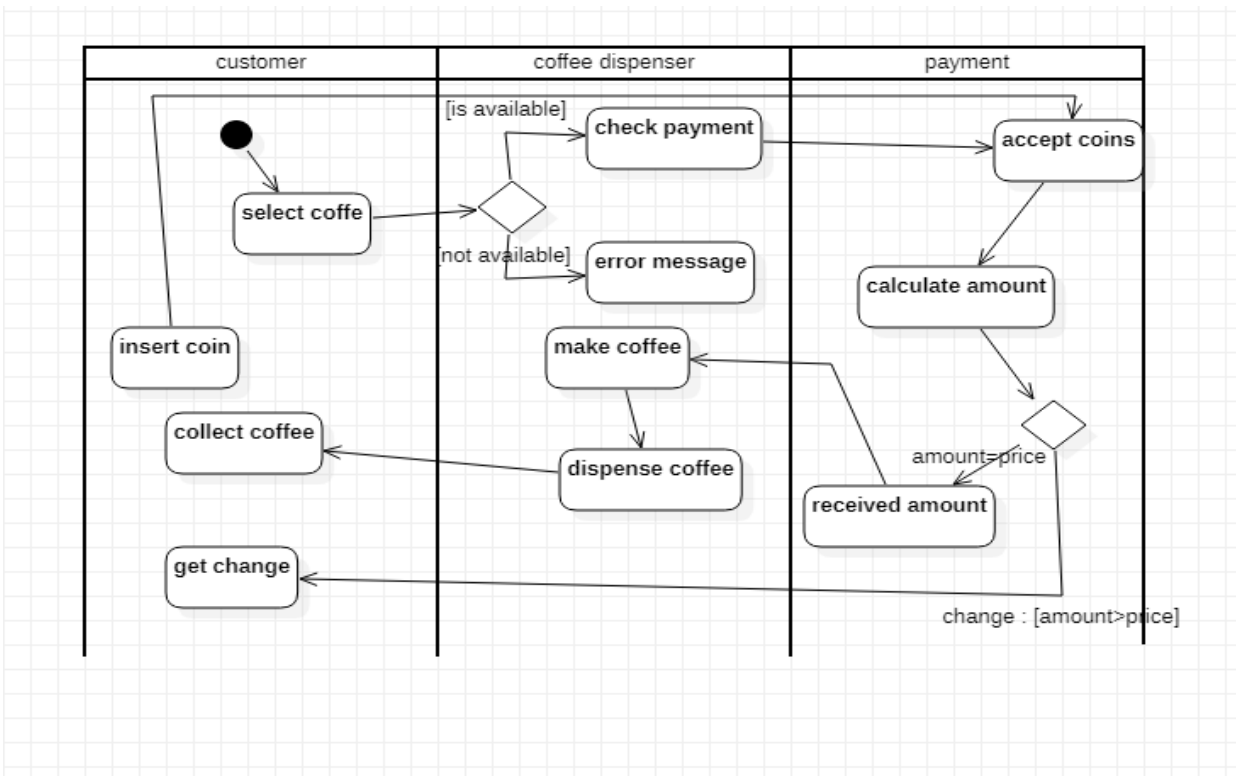 customer
coffee dispenser
payment
[is available]
check payment
accept coins
select coffe
[not available]
error message
calculate amount
insert coin
make coffee
collect coffee
dispense coffee
amount=price
received amount
get change
change : [amount>price]